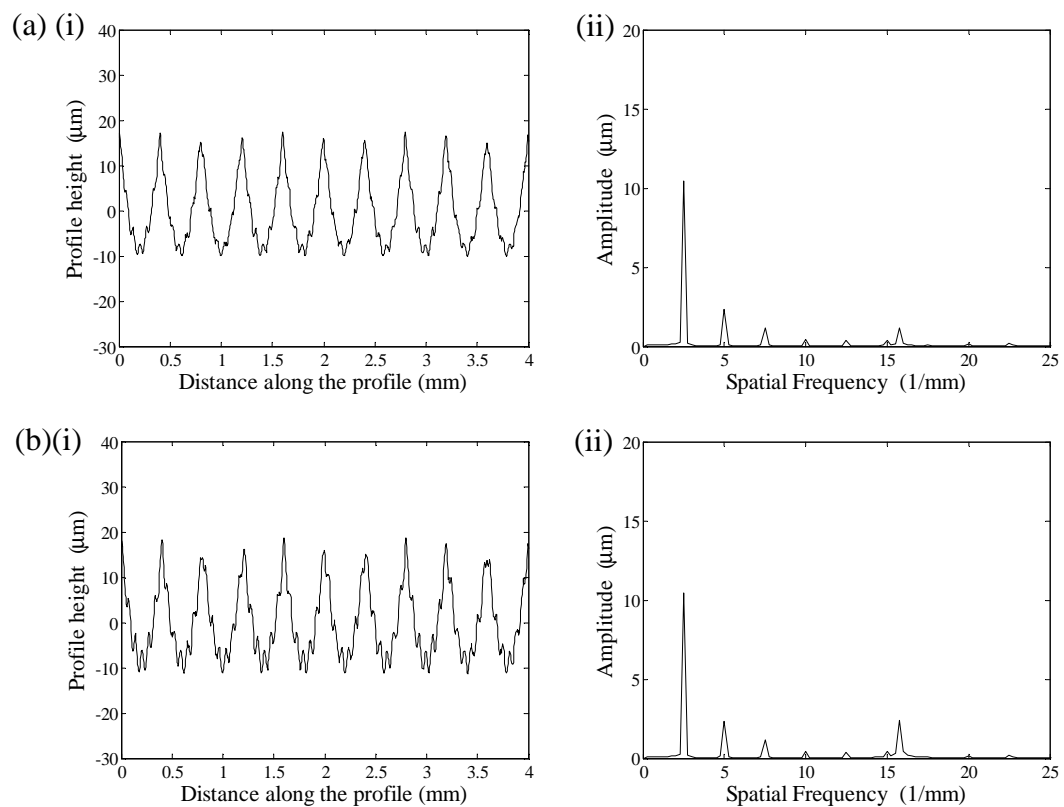 (a) (i)
40
30
20
10
0
-10
-20
-30
Profile height (μm)
0 0.5 1 1.5 2 2.5 3 3.5 4
Distance along the profile (mm)
(ii)
20
15
10
5
0
Amplitude (μm)
0 5 10 15 20 25
Spatial Frequency (1/mm)
(b)(i)
40
30
20
10
0
-10
-20
-30
Profile height (μm)
0 0.5 1 1.5 2 2.5 3 3.5 4
Distance along the profile (mm)
(ii)
20
15
10
5
0
Amplitude (μm)
0 5 10 15 20 25
Spatial Frequency (1/mm)